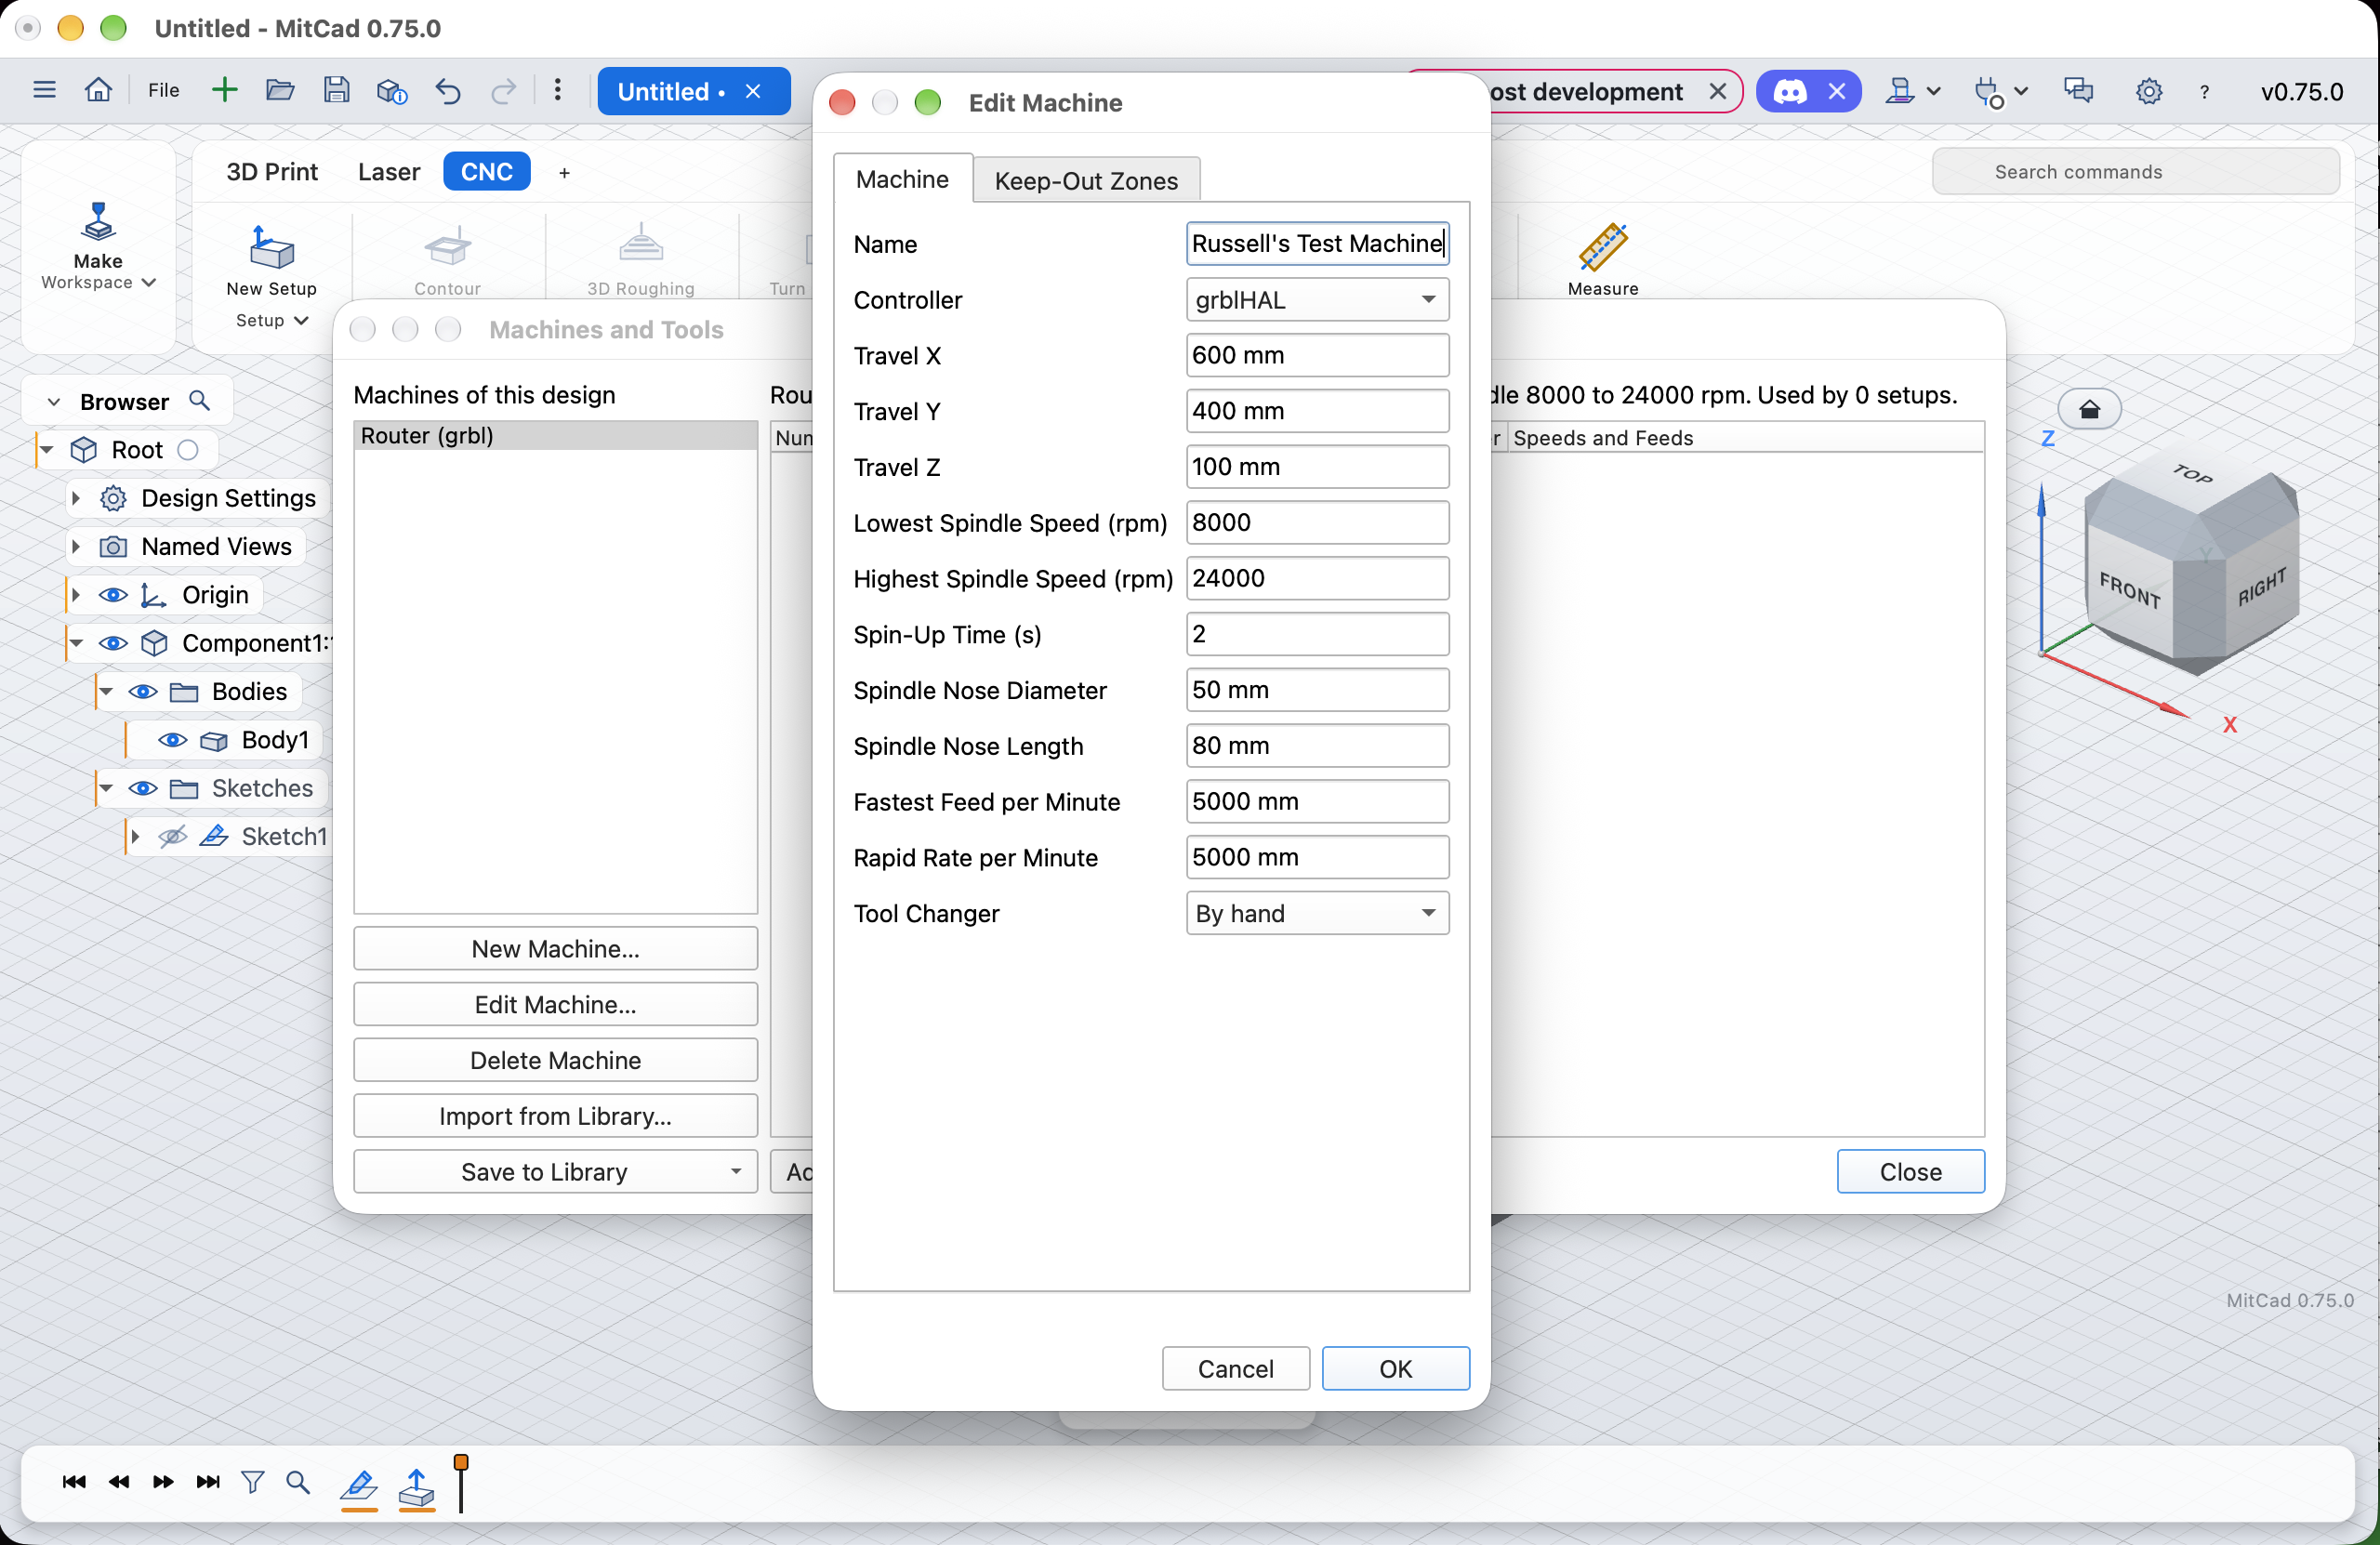 Untitled - MitCad 0.75.0
File
Untitled •
ost development
v0.75.0
Edit Machine
3D Print
Laser
CNC
+
Search commands
Make
Workspace
New Setup
Setup
Contour
3D Roughing
Turn
Measure
Machine
Keep-Out Zones
Name
Russell's Test Machine
Controller
grblHAL
Travel X
600 mm
Travel Y
400 mm
Travel Z
100 mm
Lowest Spindle Speed (rpm)
8000
Highest Spindle Speed (rpm)
24000
Spin-Up Time (s)
2
Spindle Nose Diameter
50 mm
Spindle Nose Length
80 mm
Fastest Feed per Minute
5000 mm
Rapid Rate per Minute
5000 mm
Tool Changer
By hand
Cancel
OK
Machines and Tools
Machines of this design
Router (grbl)
Rou
dle 8000 to 24000 rpm. Used by 0 setups.
Num
r
Speeds and Feeds
New Machine...
Edit Machine...
Delete Machine
Import from Library...
Save to Library
Ad
Close
Browser
Root
Design Settings
Named Views
Origin
Component1:
Bodies
Body1
Sketches
Sketch1
Z
TOP
FRONT
RIGHT
Y
X
MitCad 0.75.0